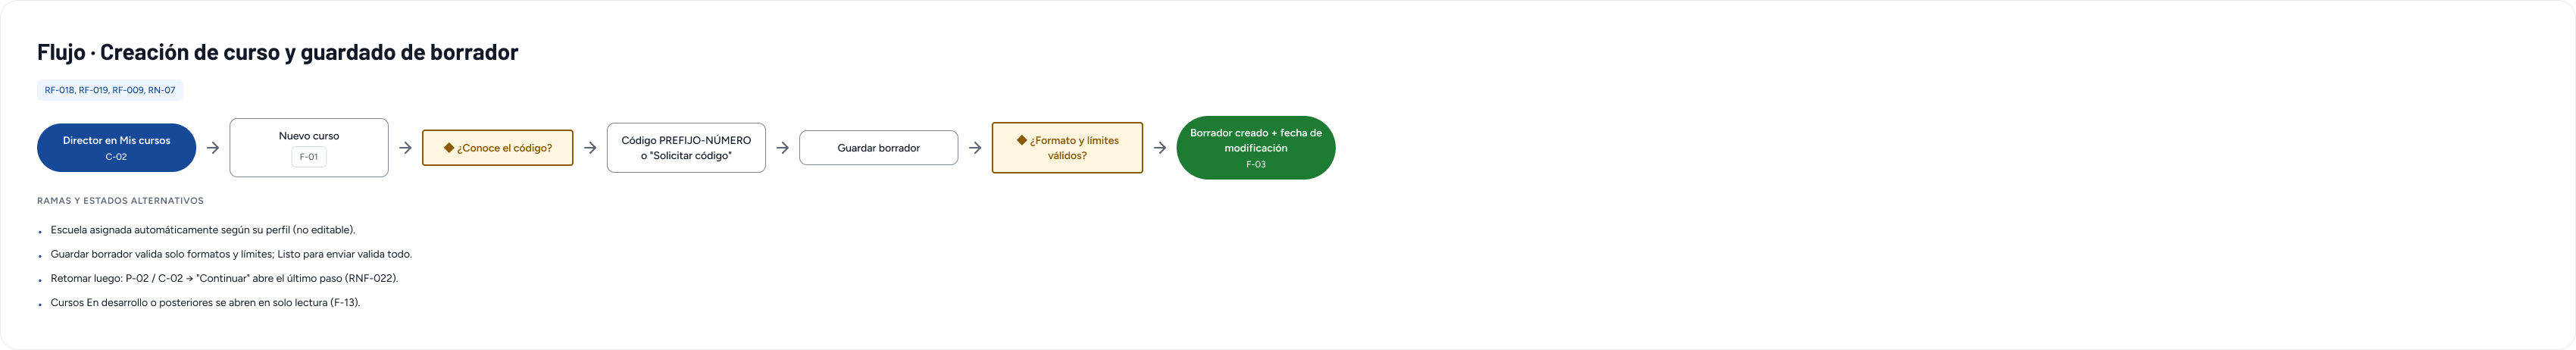 Flujo · Creación de curso y guardado de borrador
RF-018, RF-019, RF-009, RN-07
Director en Mis cursos
C-02
Nuevo curso
F-01
¿Conoce el código?
Código PREFIJO-NÚMERO
o "Solicitar código"
Guardar borrador
¿Formato y límites
válidos?
Borrador creado + fecha de
modificación
F-03
RAMAS Y ESTADOS ALTERNATIVOS
Escuela asignada automáticamente según su perfil (no editable).
Guardar borrador valida solo formatos y límites; Listo para enviar valida todo.
Retomar luego: P-02 / C-02 → "Continuar" abre el último paso (RNF-022).
Cursos En desarrollo o posteriores se abren en solo lectura (F-13).